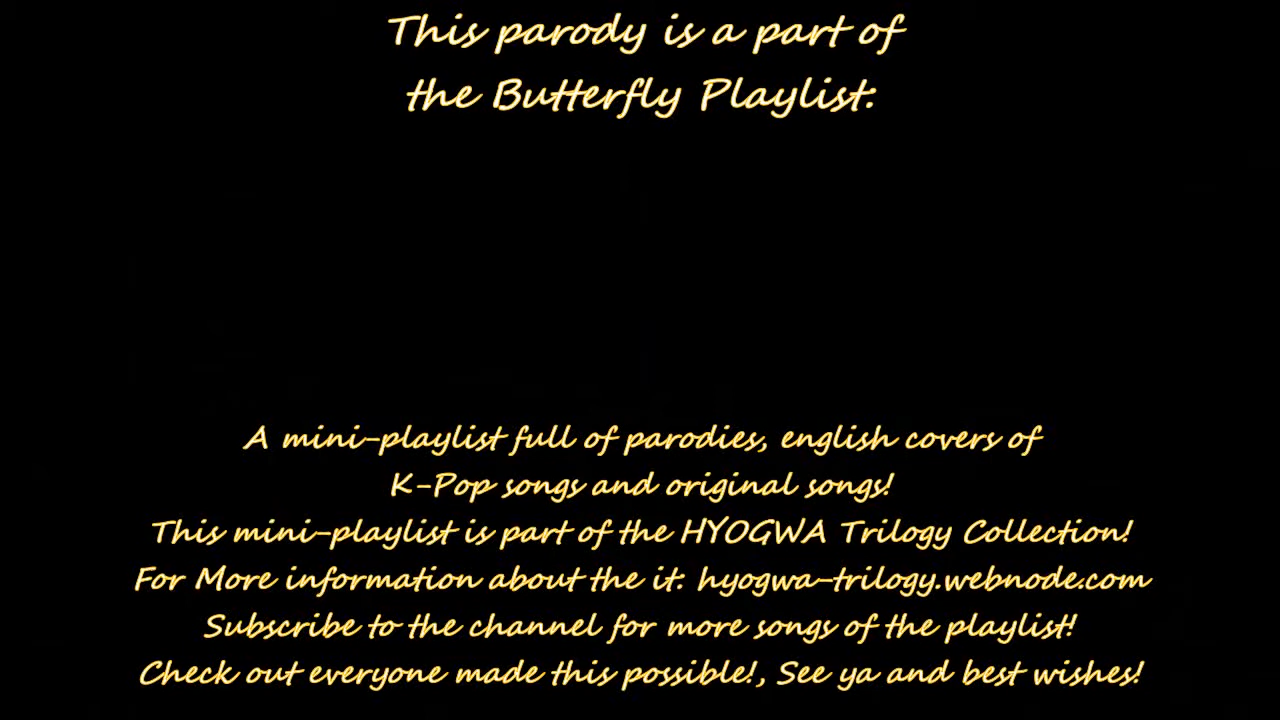 This parody is a part of
the Butterfly Playlist:
A mini-playlist full of parodies, english covers of
K-Pop songs and original songs!
This mini-playlist is part of the HYOGWA Trilogy Collection!
For More information about the it: hyogwa-trilogy.webnode.com
Subscribe to the channel for more songs of the playlist!
Check out everyone made this possible!, See ya and best wishes!